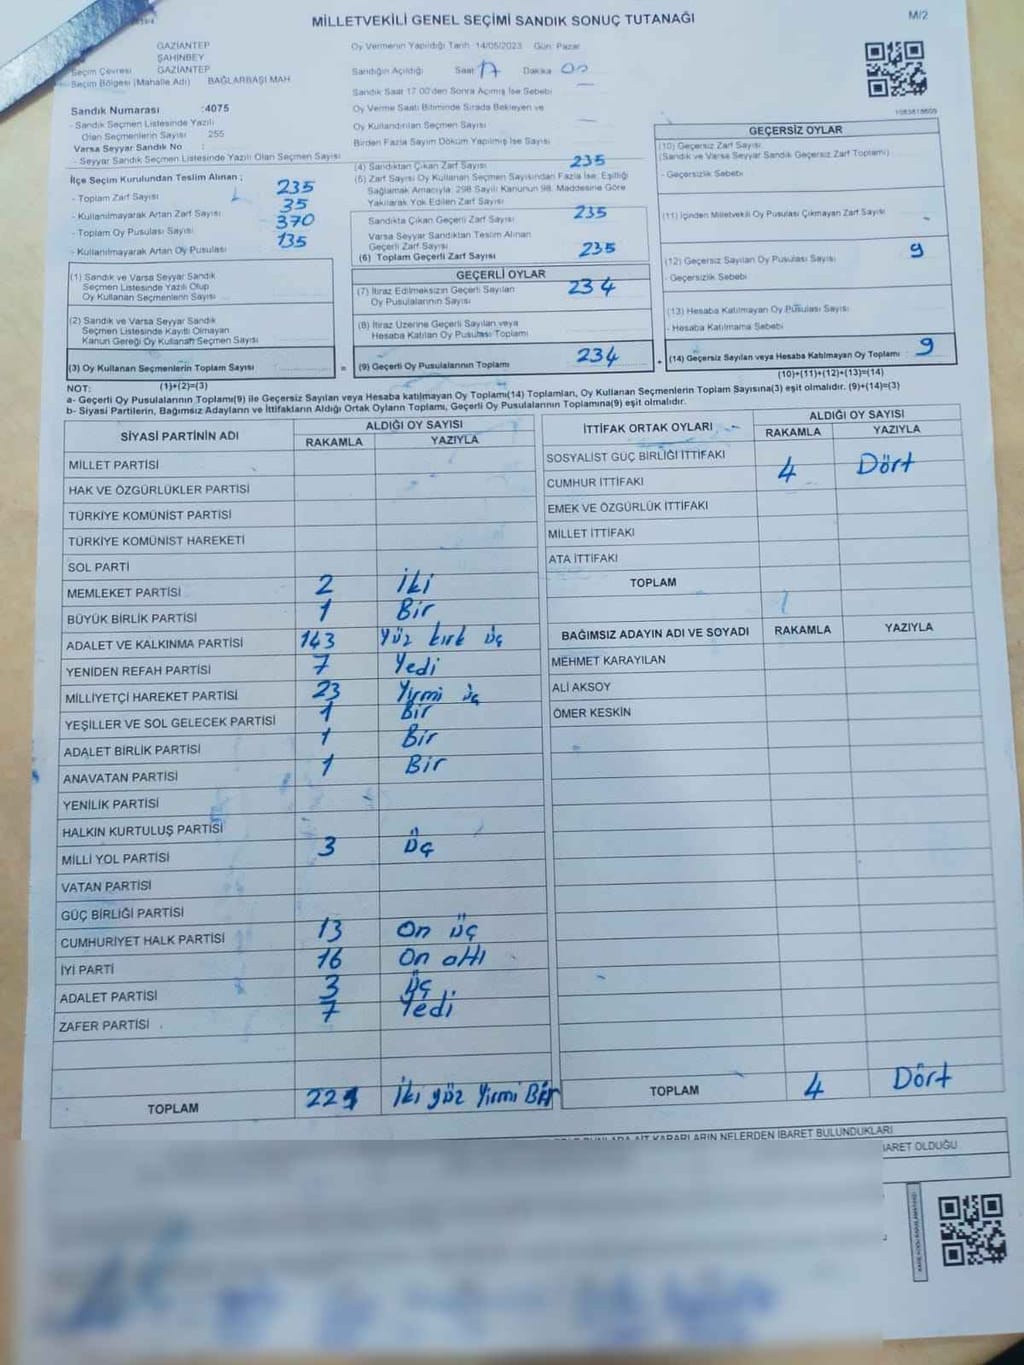 MİLLETVEKİLİ GENEL SEÇİMİ SANDIK SONUÇ TUTANAĞI
M/2
GAZİANTEP
ŞAHİNBEY
Seçim Çevresi GAZİANTEP
Seçim Bölgesi (Mahalle Adı) BAĞLARBAŞI MAH
Oy Vermenin Yapıldığı Tarih 14/05/2023 Gün: Pazar
Sandığın Açıldığı Saat 17 Dakika 00
Sandık Saat 17.00'den Sonra Açılmış İse Sebebi
Oy Verme Saati Bitiminde Sırada Bekleyen ve
Oy Kullandırılan Seçmen Sayısı
Birden Fazla Sayım Döküm Yapılmış İse Sayısı
Sandık Numarası :4075
- Sandık Seçmen Listesinde Yazılı
Olan Seçmenlerin Sayısı 255
Varsa Seyyar Sandık No :
- Seyyar Sandık Seçmen Listesinde Yazılı Olan Seçmen Sayısı
İlçe Seçim Kurulundan Teslim Alınan ;
- Toplam Zarf Sayısı 235
- Kullanılmayarak Artan Zarf Sayısı 35
- Toplam Oy Pusulası Sayısı 370
- Kullanılmayarak Artan Oy Pusulası 135
(1) Sandık ve Varsa Seyyar Sandık
Seçmen Listesinde Yazılı Olup
Oy Kullanan Seçmenlerin Sayısı
(2) Sandık ve Varsa Seyyar Sandık
Seçmen Listesinde Kayıtlı Olmayan
Kanun Gereği Oy Kullanan Seçmen Sayısı
(3) Oy Kullanan Seçmenlerin Toplam Sayısı
(4) Sandıktan Çıkan Zarf Sayısı 235
(5) Zarf Sayısı Oy Kullanan Seçmen Sayısından Fazla İse, Eşitliği
Sağlamak Amacıyla, 298 Sayılı Kanunun 98. Maddesine Göre
Yakılarak Yok Edilen Zarf Sayısı
Sandıkta Çıkan Geçerli Zarf Sayısı 235
Varsa Seyyar Sandıktan Teslim Alınan
Geçerli Zarf Sayısı
(6) Toplam Geçerli Zarf Sayısı 235
GEÇERLİ OYLAR
(7) İtiraz Edilmeksizin Geçerli Sayılan
Oy Pusulalarının Sayısı 234
(8) İtiraz Üzerine Geçerli Sayılan veya
Hesaba Katılan Oy Pusulası Toplamı
= (9) Geçerli Oy Pusulalarının Toplamı 234
GEÇERSİZ OYLAR
(10) Geçersiz Zarf Sayısı
(Sandık ve Varsa Seyyar Sandık Geçersiz Zarf Toplamı)
- Geçersizlik Sebebi
(11) İçinden Milletvekili Oy Pusulası Çıkmayan Zarf Sayısı -
(12) Geçersiz Sayılan Oy Pusulası Sayısı 9
- Geçersizlik Sebebi
(13) Hesaba Katılmayan Oy Pusulası Sayısı
- Hesaba Katılmama Sebebi
+ (14) Geçersiz Sayılan veya Hesaba Katılmayan Oy Toplamı 9
(10)+(11)+(12)+(13)=(14)
NOT: (1)+(2)=(3)
a- Geçerli Oy Pusulalarının Toplamı(9) ile Geçersiz Sayılan veya Hesaba katılmayan Oy Toplamı(14) Toplamları, Oy Kullanan Seçmenlerin Toplam Sayısına(3) eşit olmalıdır. (9)+(14)=(3)
b- Siyasi Partilerin, Bağımsız Adayların ve İttifakların Aldığı Ortak Oyların Toplamı, Geçerli Oy Pusulalarının Toplamına(9) eşit olmalıdır.
SİYASİ PARTİNİN ADI ALDIĞI OY SAYISI
RAKAMLA YAZIYLA
MİLLET PARTİSİ
HAK VE ÖZGÜRLÜKLER PARTİSİ
TÜRKİYE KOMÜNİST PARTİSİ
TÜRKİYE KOMÜNİST HAREKETİ
SOL PARTİ
MEMLEKET PARTİSİ 2 İki
BÜYÜK BİRLİK PARTİSİ 1 Bir
ADALET VE KALKINMA PARTİSİ 143 Yüz kırk üç
YENİDEN REFAH PARTİSİ 7 Yedi
MİLLİYETÇİ HAREKET PARTİSİ 23 Yirmi üç
YEŞİLLER VE SOL GELECEK PARTİSİ 1 Bir
ADALET BİRLİK PARTİSİ 1 Bir
ANAVATAN PARTİSİ 1 Bir
YENİLİK PARTİSİ
HALKIN KURTULUŞ PARTİSİ
MİLLİ YOL PARTİSİ 3 Üç
VATAN PARTİSİ
GÜÇ BİRLİĞİ PARTİSİ
CUMHURİYET HALK PARTİSİ 13 On üç
İYİ PARTİ 16 On altı
ADALET PARTİSİ 3 Üç
ZAFER PARTİSİ 7 Yedi
TOPLAM 221 İki yüz Yirmi Bir
İTTİFAK ORTAK OYLARI ALDIĞI OY SAYISI
RAKAMLA YAZIYLA
SOSYALİST GÜÇ BİRLİĞİ İTTİFAKI
CUMHUR İTTİFAKI 4 Dört
EMEK VE ÖZGÜRLÜK İTTİFAKI
MİLLET İTTİFAKI
ATA İTTİFAKI
TOPLAM
BAĞIMSIZ ADAYIN ADI VE SOYADI RAKAMLA YAZIYLA
MEHMET KARAYILAN
ALİ AKSOY
ÖMER KESKİN
TOPLAM 4 Dört
KARARLARIN NELERDEN İBARET BULUNDUKLARI
İBARET OLDUĞU